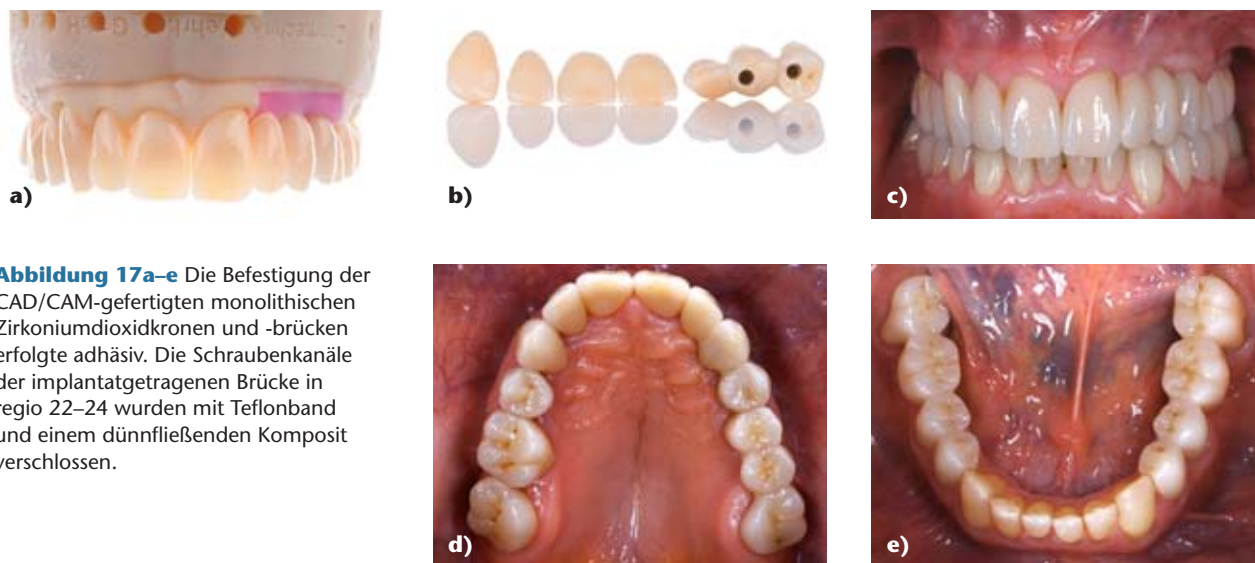 a)
b)
c)
Abbildung 17a–e Die Befestigung der
CAD/CAM-gefertigten monolithischen
Zirkoniumdioxidkronen und -brücken
erfolgte adhäsiv. Die Schraubenkanäle
der implantatgetragenen Brücke in
regio 22–24 wurden mit Teflonband
und einem dünnfließenden Komposit
verschlossen.
d)
e)